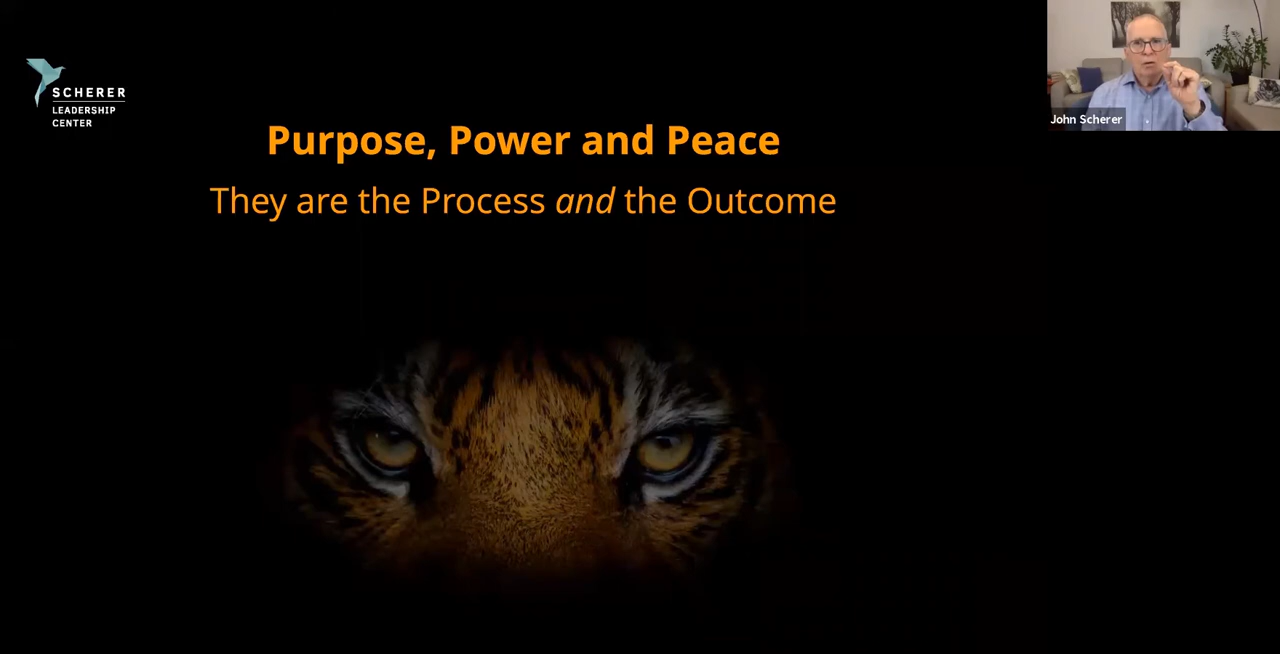 SCHERER
LEADERSHIP
CENTER
Purpose, Power and Peace
They are the Process and the Outcome
John Scherer